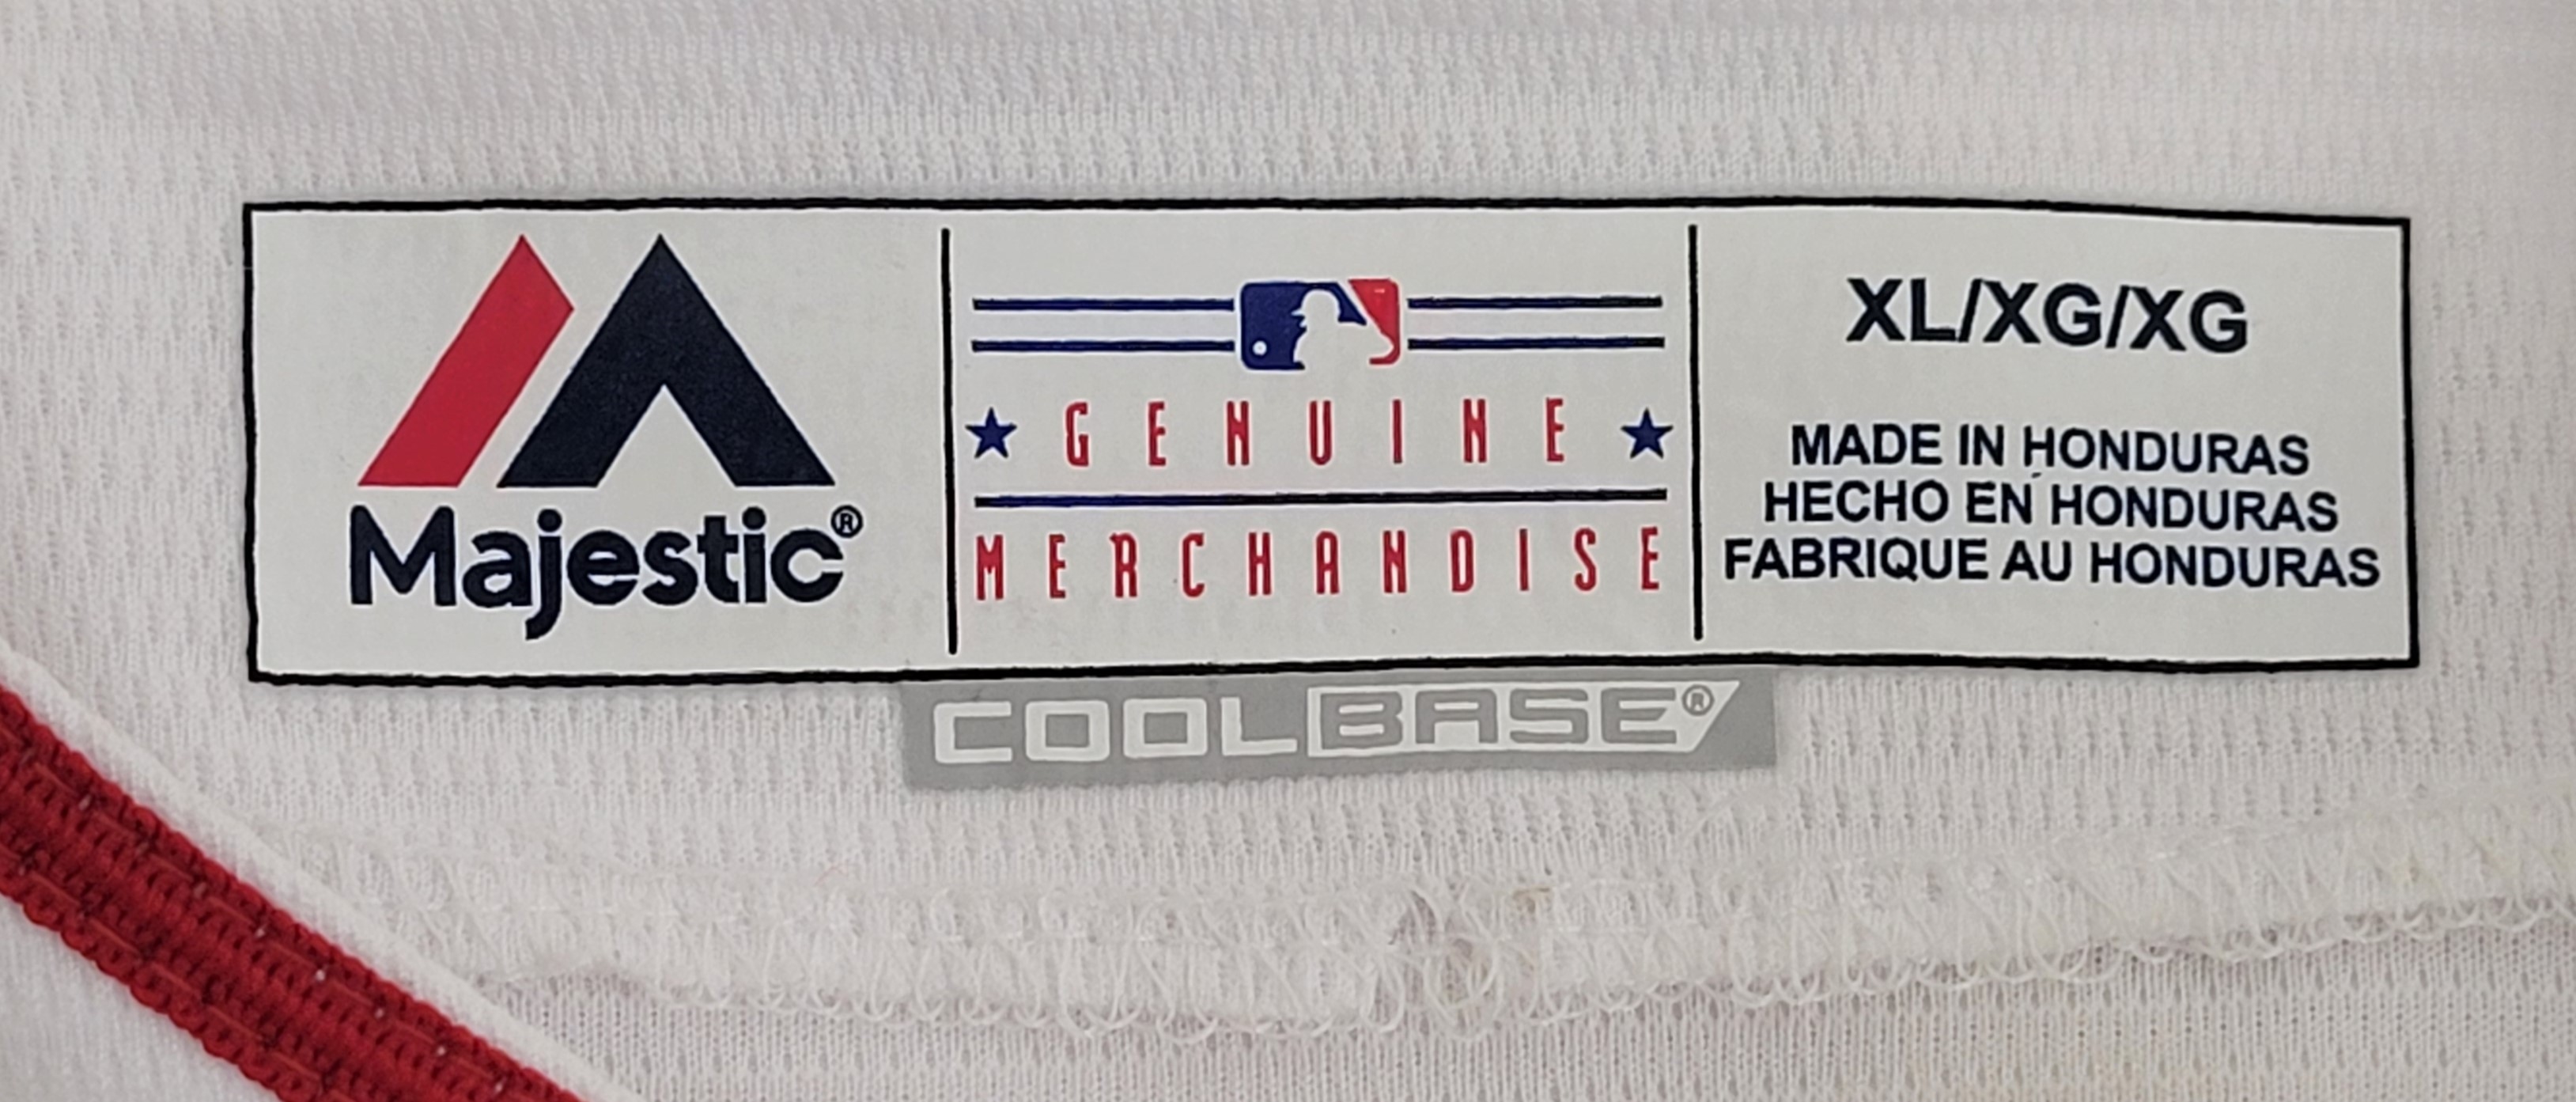 Majestic®
GENUINE
MERCHANDISE
XL/XG/XG
MADE IN HONDURAS
HECHO EN HONDURAS
FABRIQUE AU HONDURAS
COOLBASE®